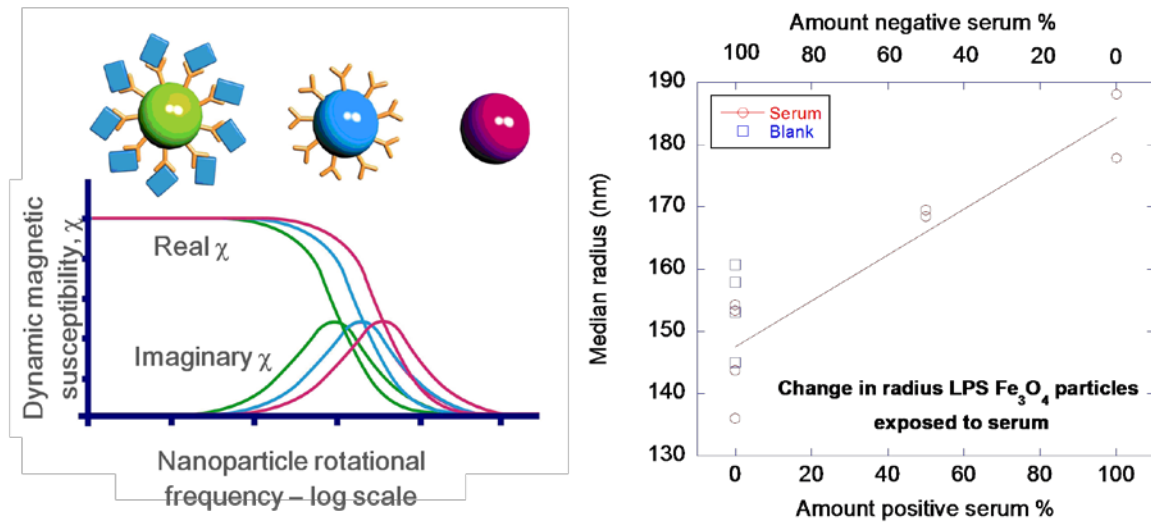 Dynamic magnetic
susceptibility, χ
Real χ
Imaginary χ
Nanoparticle rotational
frequency – log scale
Amount negative serum %
100 80 60 40 20 0
190
180
170
160
150
140
130
Median radius (nm)
Serum
Blank
Change in radius LPS Fe₃O₄ particles
exposed to serum
0 20 40 60 80 100
Amount positive serum %